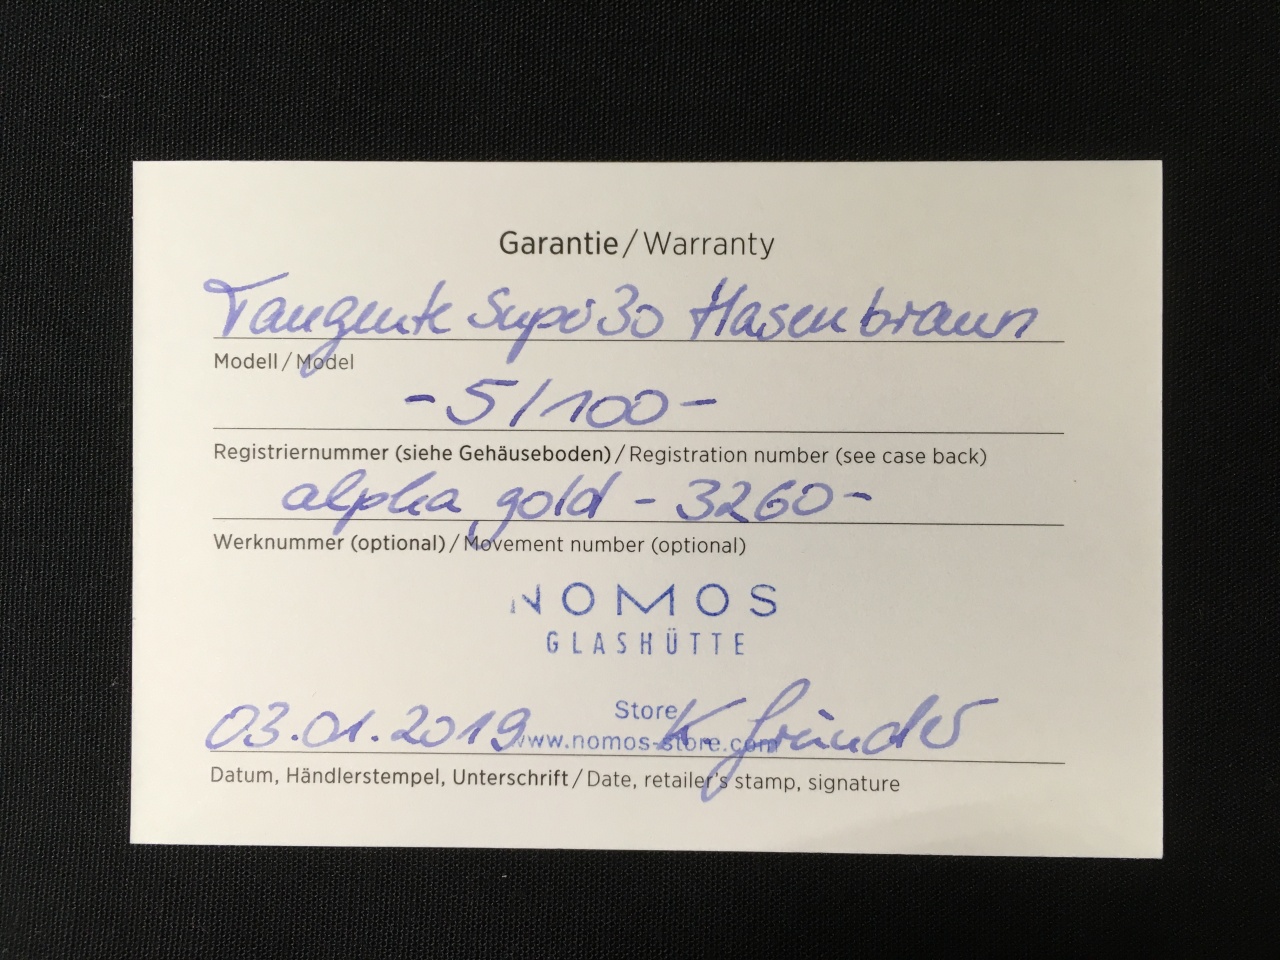 Garantie/Warranty
Tangente Super30 Hasenbraun
Modell/Model
-5/100-
Registriernummer (siehe Gehäuseboden)/Registration number (see case back)
alpha gold - 3260-
Werknummer (optional)/Movement number (optional)
NOMOS
GLASHÜTTE
Store
03.01.2019 www.nomos-store.com K.
Datum, Händlerstempel, Unterschrift/Date, retailer's stamp, signature